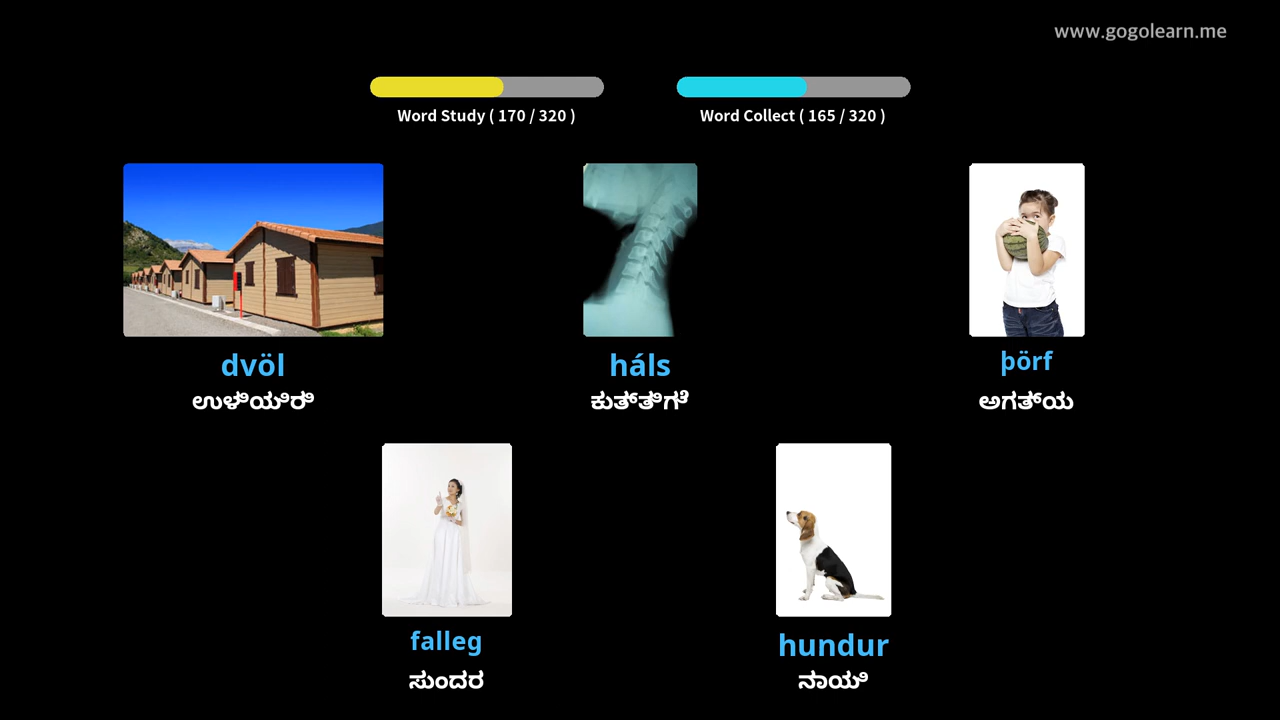 www.gogolearn.me
Word Study ( 170 / 320 )
Word Collect ( 165 / 320 )
dvöl
ಉಳಿಯಿರಿ
háls
ಕುತ್ತಿಗೆ
þörf
ಅಗತ್ಯ
falleg
ಸುಂದರ
hundur
ನಾಯಿ